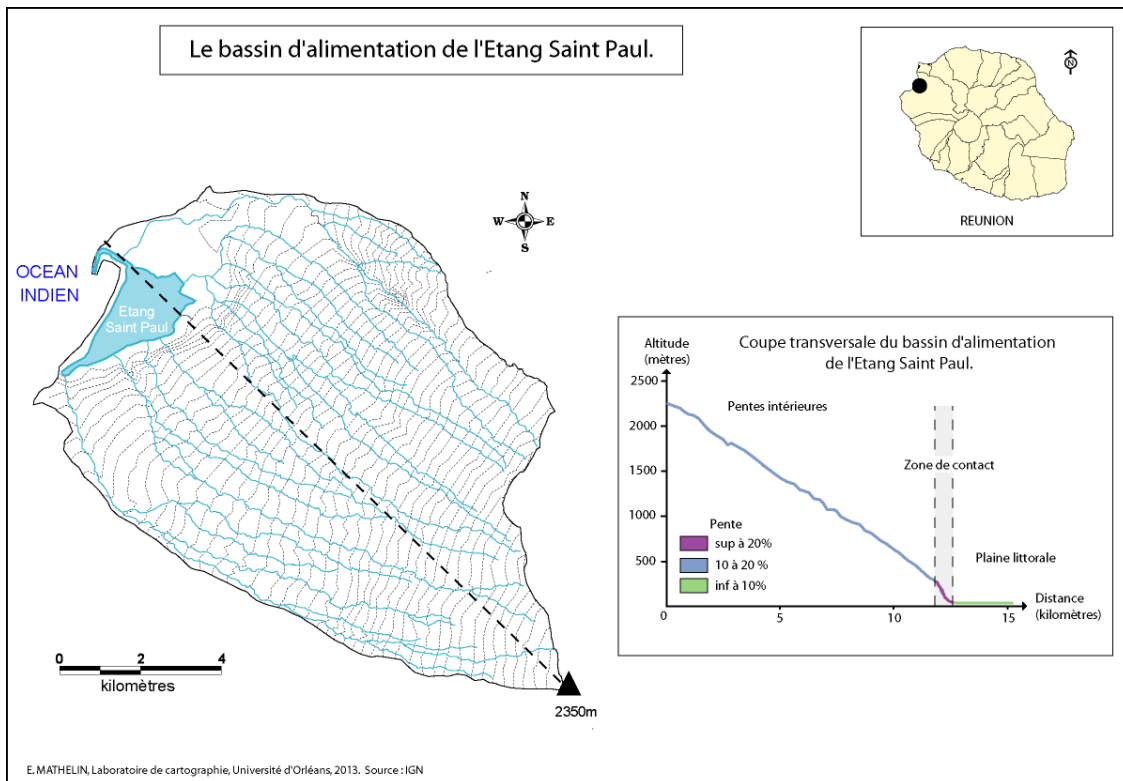 Le bassin d'alimentation de l'Etang Saint Paul.
N
REUNION
N
W E
S
OCEAN
INDIEN
Etang
Saint Paul
0 2 4
kilomètres
2350m
Altitude
(mètres)
Coupe transversale du bassin d'alimentation
de l'Etang Saint Paul.
2500
2000
1500
1000
500
0
Pentes intérieures
Zone de contact
Pente
sup à 20%
10 à 20 %
inf à 10%
Plaine littorale
Distance
(kilomètres)
0 5 10 15
E. MATHELIN, Laboratoire de cartographie, Université d'Orléans, 2013. Source : IGN